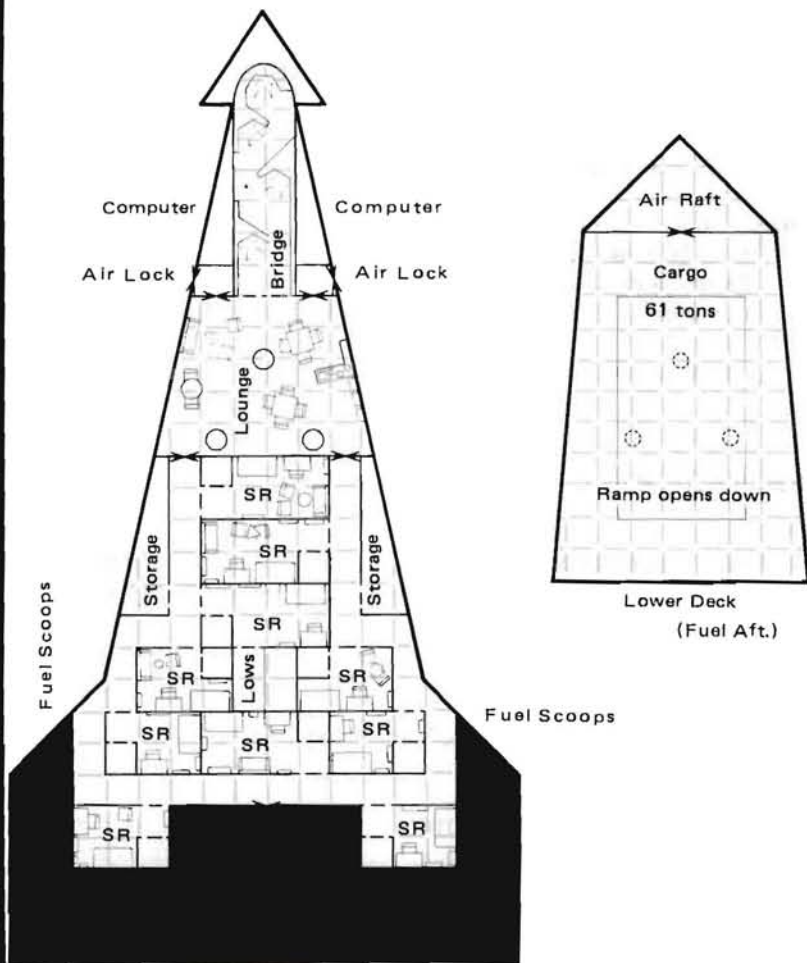 Computer
Computer
Air Lock
Air Lock
Bridge
Lounge
SR
SR
Storage
Storage
SR
Fuel Scoops
SR
Lows
SR
Fuel Scoops
SR
SR
SR
SR
SR
Air Raft
Cargo
61 tons
Ramp opens down
Lower Deck
(Fuel Aft.)